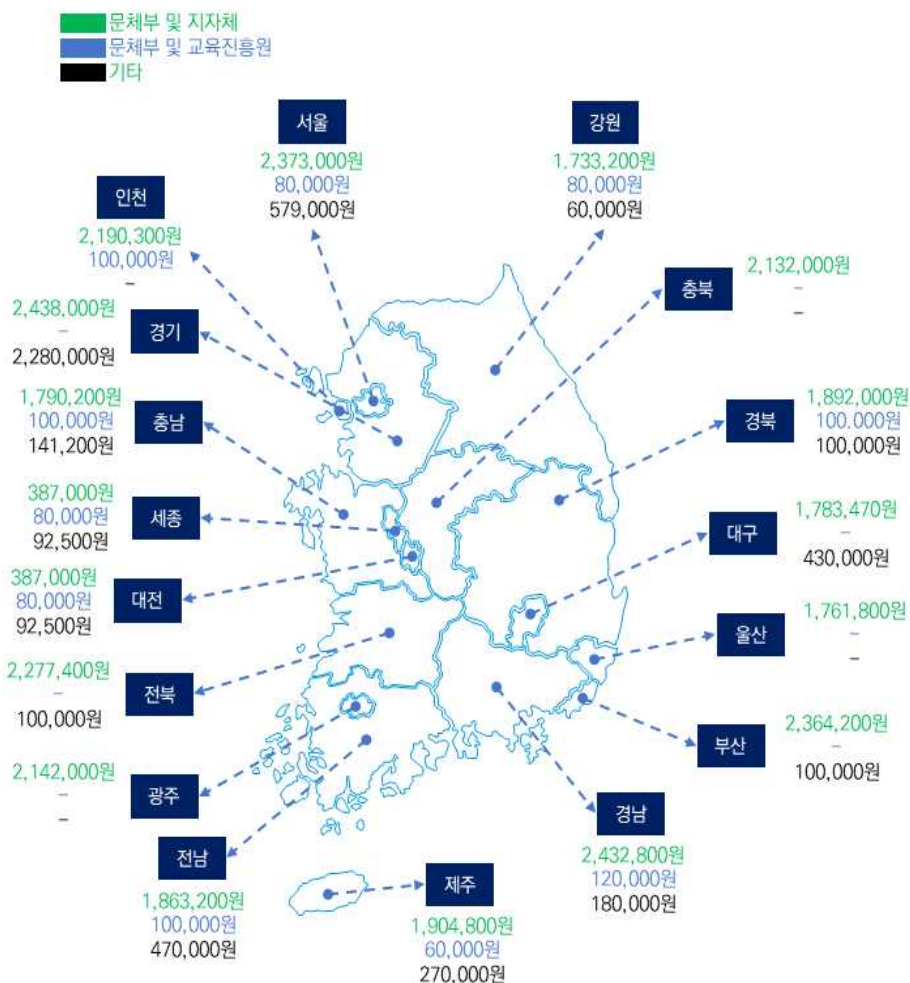 문체부 및 지자체
문체부 및 교육진흥원
기타
서울
2,373,000원
80,000원
579,000원
강원
1.733,200원
80,000원
60,000원
인천
2,190,300원
100,000원
-
충북
2,132,000원
-
-
경기
2,438,000원
-
2,280,000원
충남
1,790,200원
100,000원
141,200원
경북
1,892,000원
100.000원
100,000원
세종
387,000원
80,000원
92,500원
대구
1,783,470원
-
430,000원
대전
387,000원
80,000원
92,500원
울산
1,761,800원
-
-
전북
2,277,400원
-
100,000원
부산
2,364,200원
-
100,000원
광주
2,142,000원
-
-
경남
2,432,800원
120,000원
180,000원
전남
1,863,200원
100,000원
470,000원
제주
1,904,800원
60,000원
270,000원